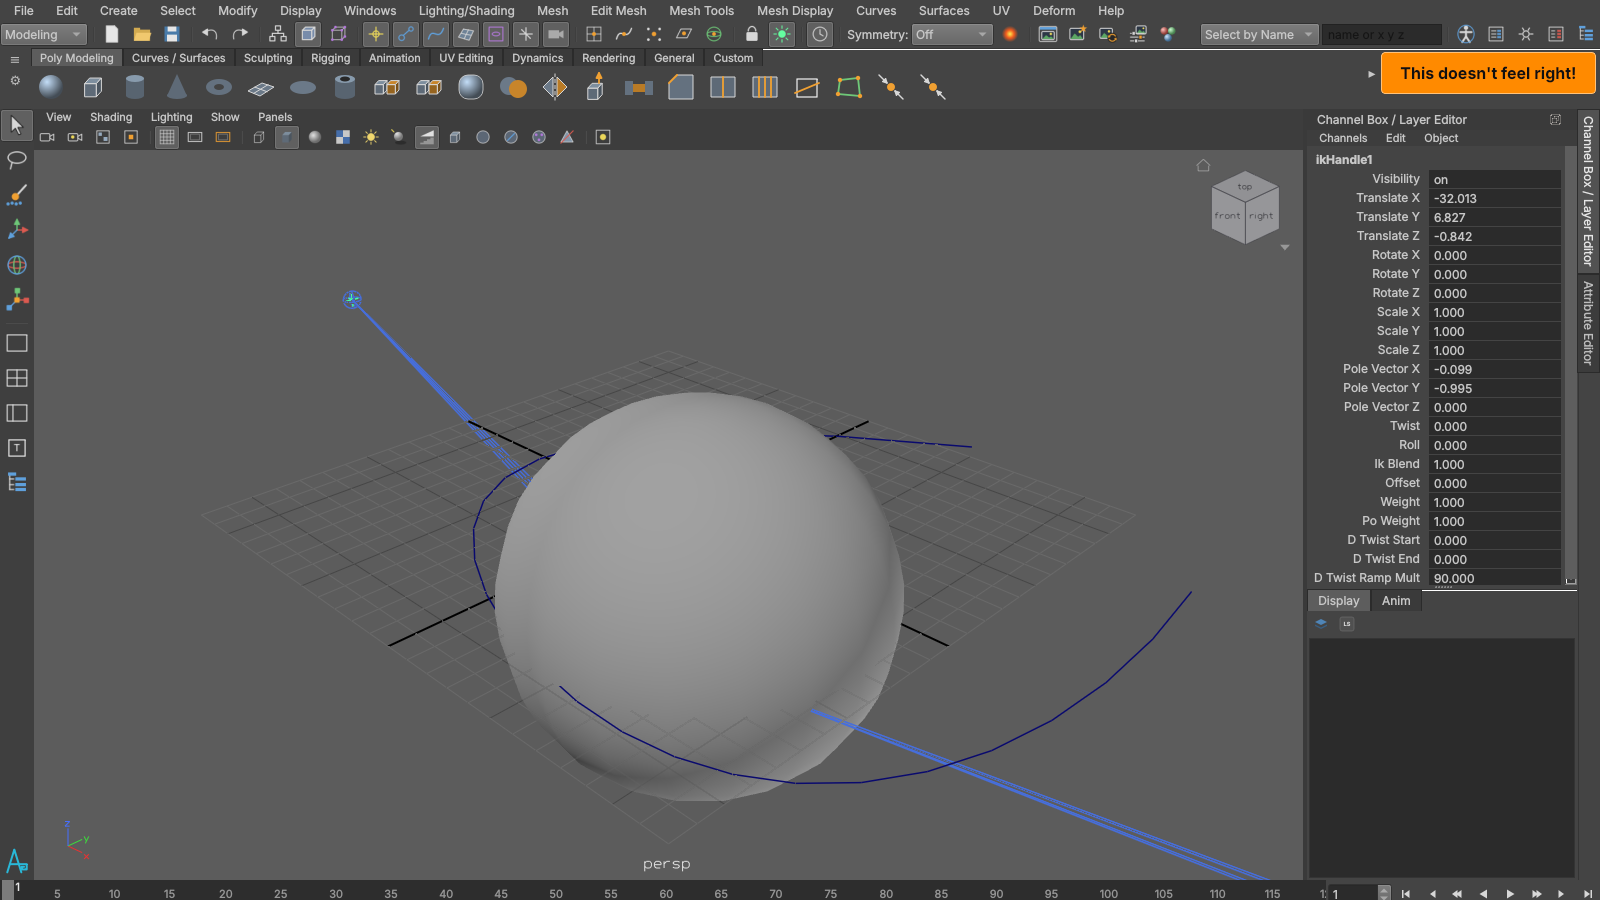 File Edit Create Select Modify Display Windows Lighting/Shading Mesh Edit Mesh Mesh Tools Mesh Display Curves Surfaces UV Deform Help
Modeling Symmetry: Off Select by Name name or x y z
Poly Modeling Curves / Surfaces Sculpting Rigging Animation UV Editing Dynamics Rendering General Custom
This doesn't feel right!
View Shading Lighting Show Panels
Channel Box / Layer Editor
Channels Edit Object
ikHandle1
Visibility on
Translate X -32.013
Translate Y 6.827
Translate Z -0.842
Rotate X 0.000
Rotate Y 0.000
Rotate Z 0.000
Scale X 1.000
Scale Y 1.000
Scale Z 1.000
Pole Vector X -0.099
Pole Vector Y -0.995
Pole Vector Z 0.000
Twist 0.000
Roll 0.000
Ik Blend 1.000
Offset 0.000
Weight 1.000
Po Weight 1.000
D Twist Start 0.000
D Twist End 0.000
D Twist Ramp Mult 90.000
Display Anim
LS
Channel Box / Layer Editor
Attribute Editor
top
front right
T
z
y
x
persp
1 5 10 15 20 25 30 35 40 45 50 55 60 65 70 75 80 85 90 95 100 105 110 115 1